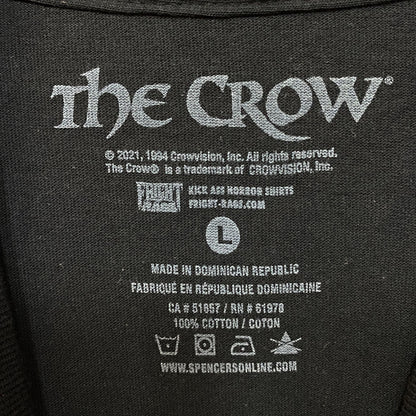 THE CROW®
© 2021, 1994 Crowvision, Inc. All rights reserved.
The Crow® is a trademark of CROWVISION, Inc.
FRIGHT RAGS
KICK ASS HORROR SHIRTS
FRIGHT-RAGS.COM
L
MADE IN DOMINICAN REPUBLIC
FABRIQUÉ EN RÉPUBLIQUE DOMINICAINE
CA # 51657 / RN # 61978
100% COTTON / COTON
WWW.SPENCERSONLINE.COM